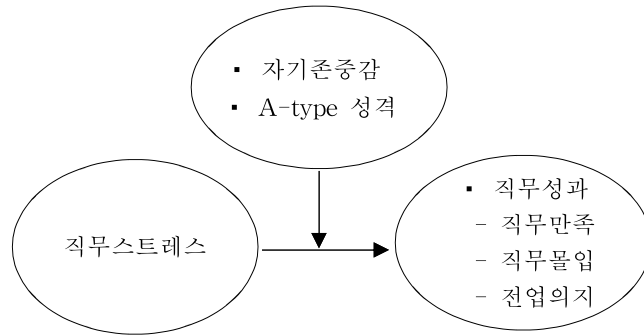 ▪ 자기존중감
▪ A-type 성격
직무스트레스
▪ 직무성과
- 직무만족
- 직무몰입
- 전업의지